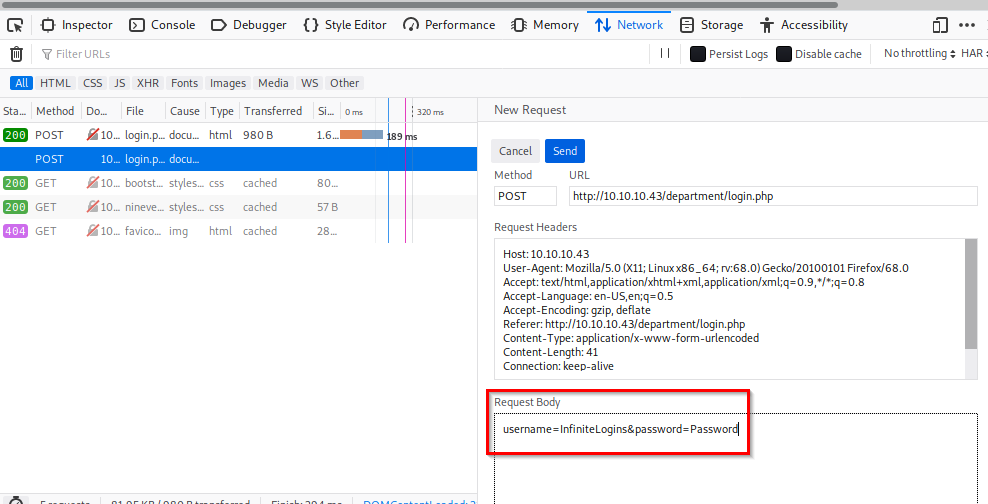 Inspector Console Debugger Style Editor Performance Memory Network Storage Accessibility
Filter URLs Persist Logs Disable cache No throttling HAR
All HTML CSS JS XHR Fonts Images Media WS Other
Sta... Method Do... File Cause Type Transferred Si... 0 ms 320 ms
200 POST 10... login.p... docu... html 980 B 1.6... 189 ms
POST 10... login.p... docu...
200 GET 10... bootst... styles... css cached 80...
200 GET 10... nineve... styles... css cached 57 B
404 GET 10... favico... img html cached 28...
New Request
Cancel Send
Method URL
POST http://10.10.10.43/department/login.php
Request Headers
Host: 10.10.10.43
User-Agent: Mozilla/5.0 (X11; Linux x86_64; rv:68.0) Gecko/20100101 Firefox/68.0
Accept: text/html,application/xhtml+xml,application/xml;q=0.9,*/*;q=0.8
Accept-Language: en-US,en;q=0.5
Accept-Encoding: gzip, deflate
Referer: http://10.10.10.43/department/login.php
Content-Type: application/x-www-form-urlencoded
Content-Length: 41
Connection: keep-alive
Request Body
username=InfiniteLogins&password=Password